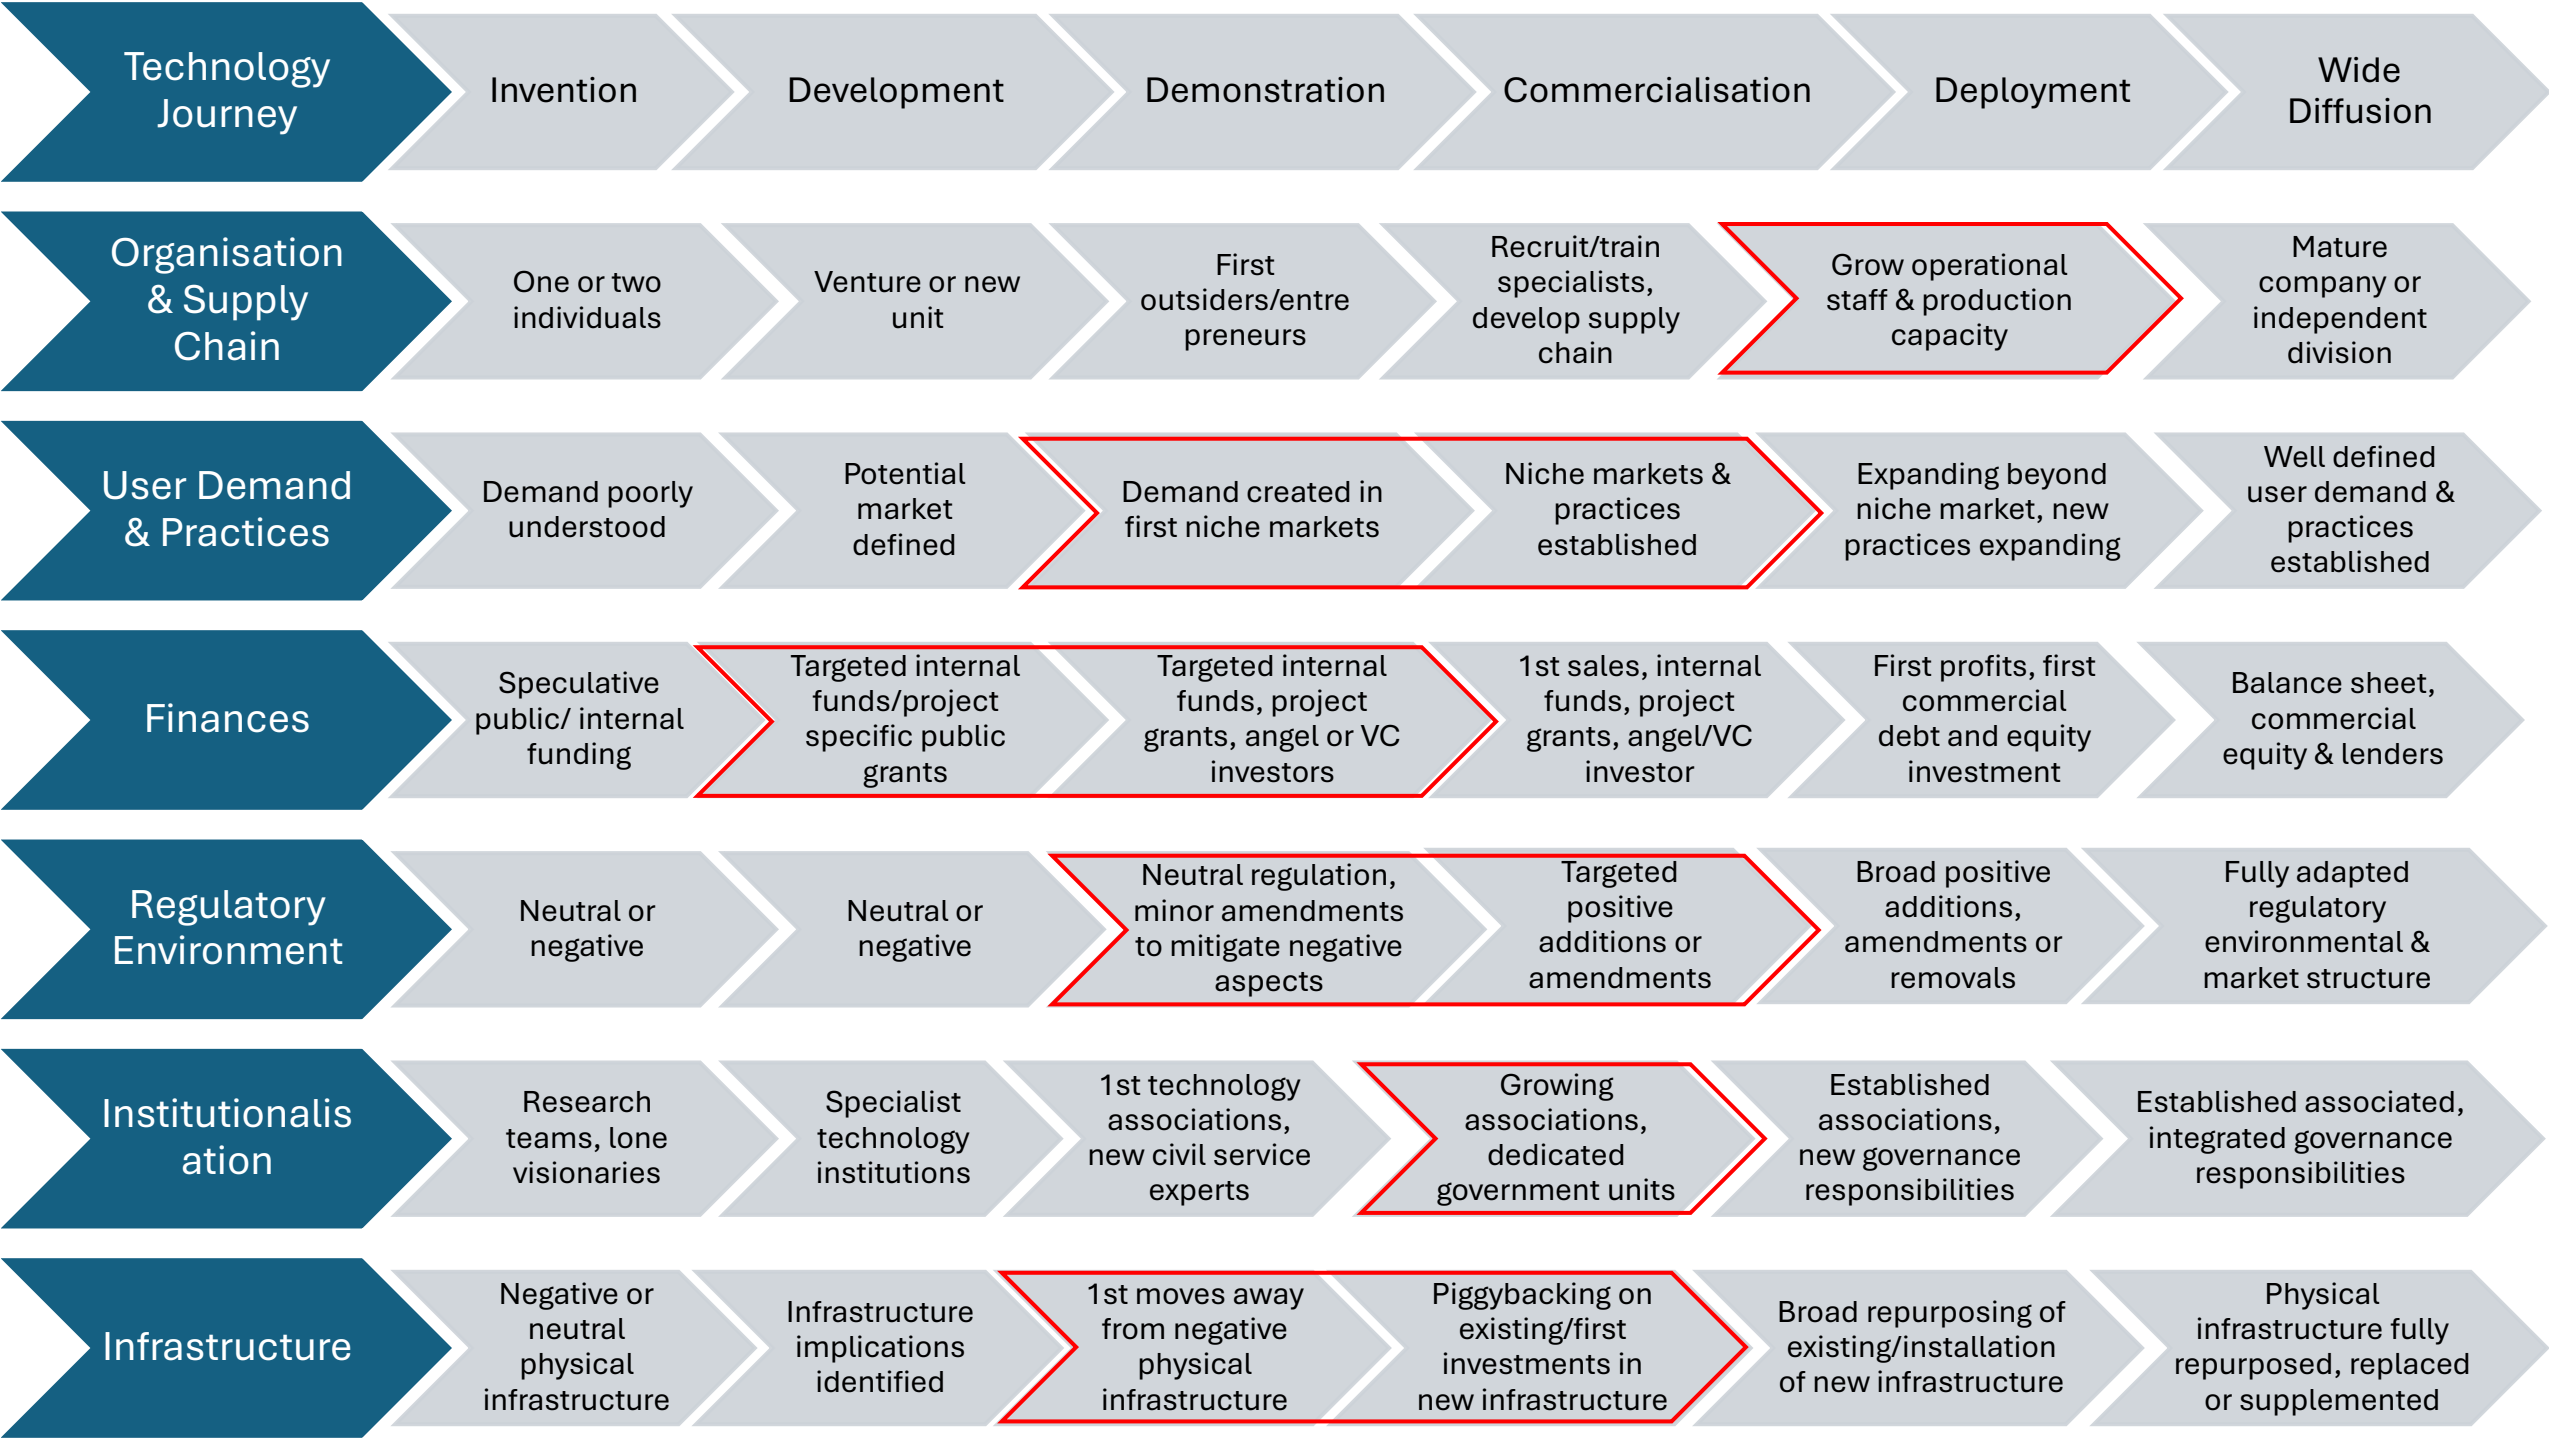 Technology
Journey
Invention
Development
Demonstration
Commercialisation
Deployment
Wide
Diffusion
Organisation
& Supply
Chain
One or two
individuals
Venture or new
unit
First
outsiders/entre
preneurs
Recruit/train
specialists,
develop supply
chain
Grow operational
staff & production
capacity
Mature
company or
independent
division
User Demand
& Practices
Demand poorly
understood
Potential
market
defined
Demand created in
first niche markets
Niche markets &
practices
established
Expanding beyond
niche market, new
practices expanding
Well defined
user demand &
practices
established
Finances
Speculative
public/ internal
funding
Targeted internal
funds/project
specific public
grants
Targeted internal
funds, project
grants, angel or VC
investors
1st sales, internal
funds, project
grants, angel/VC
investor
First profits, first
commercial
debt and equity
investment
Balance sheet,
commercial
equity & lenders
Regulatory
Environment
Neutral or
negative
Neutral or
negative
Neutral regulation,
minor amendments
to mitigate negative
aspects
Targeted
positive
additions or
amendments
Broad positive
additions,
amendments or
removals
Fully adapted
regulatory
environmental &
market structure
Institutionalis
ation
Research
teams, lone
visionaries
Specialist
technology
institutions
1st technology
associations,
new civil service
experts
Growing
associations,
dedicated
government units
Established
associations,
new governance
responsibilities
Established associated,
integrated governance
responsibilities
Infrastructure
Negative or
neutral
physical
infrastructure
Infrastructure
implications
identified
1st moves away
from negative
physical
infrastructure
Piggybacking on
existing/first
investments in
new infrastructure
Broad repurposing of
existing/installation
of new infrastructure
Physical
infrastructure fully
repurposed, replaced
or supplemented